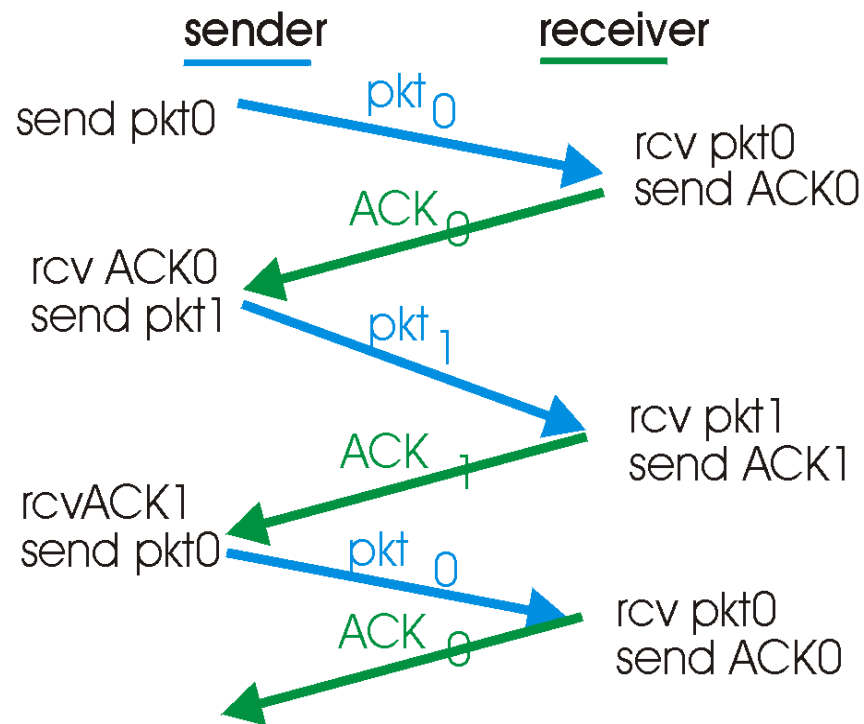 sender
receiver
send pkt0
pkt0
rcv pkt0
send ACK0
ACK0
rcv ACK0
send pkt1
pkt1
rcv pkt1
send ACK1
ACK1
rcvACK1
send pkt0
pkt0
rcv pkt0
send ACK0
ACK0